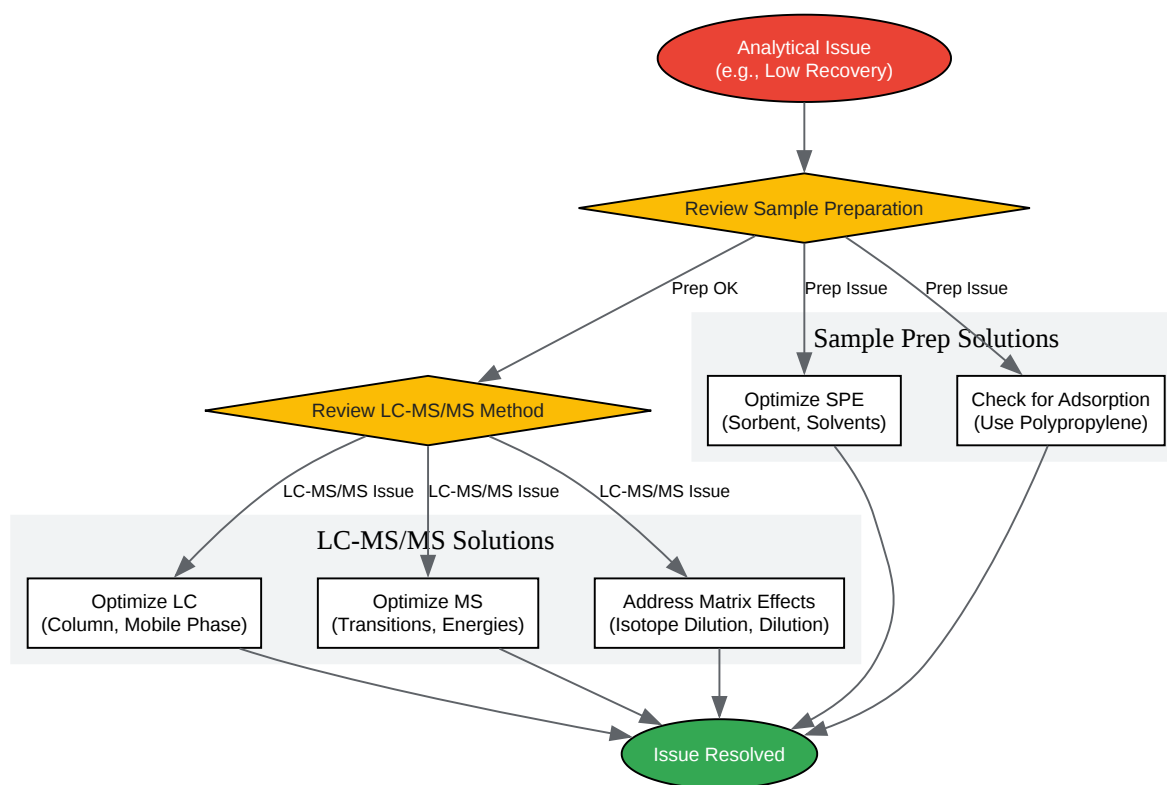 Analytical Issue
(e.g., Low Recovery)
Review Sample Preparation
Prep OK
Prep Issue
Prep Issue
Sample Prep Solutions
Optimize SPE
(Sorbent, Solvents)
Check for Adsorption
(Use Polypropylene)
Review LC-MS/MS Method
LC-MS/MS Issue
LC-MS/MS Issue
LC-MS/MS Issue
LC-MS/MS Solutions
Optimize LC
(Column, Mobile Phase)
Optimize MS
(Transitions, Energies)
Address Matrix Effects
(Isotope Dilution, Dilution)
Issue Resolved